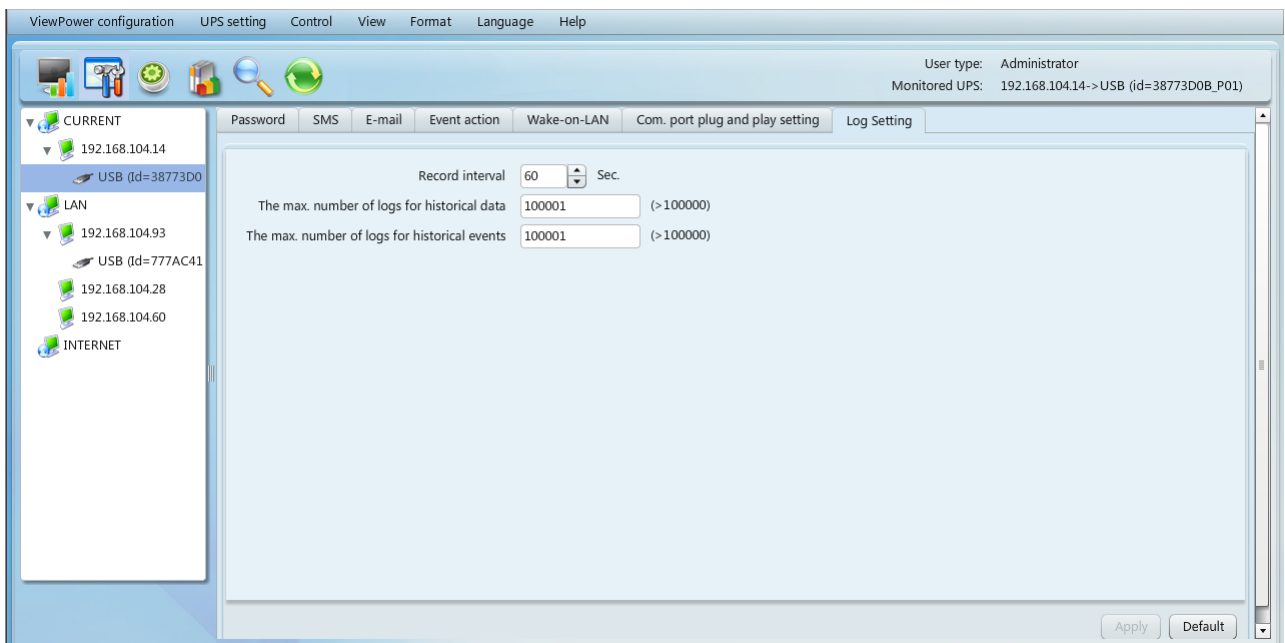 ViewPower configuration UPS setting Control View Format Language Help
User type: Administrator
Monitored UPS: 192.168.104.14->USB (id=38773D0B_P01)
CURRENT
192.168.104.14
USB (Id=38773D0
LAN
192.168.104.93
USB (Id=777AC41
192.168.104.28
192.168.104.60
INTERNET
Password SMS E-mail Event action Wake-on-LAN Com. port plug and play setting Log Setting
Record interval 60 Sec.
The max. number of logs for historical data 100001 (>100000)
The max. number of logs for historical events 100001 (>100000)
Apply Default